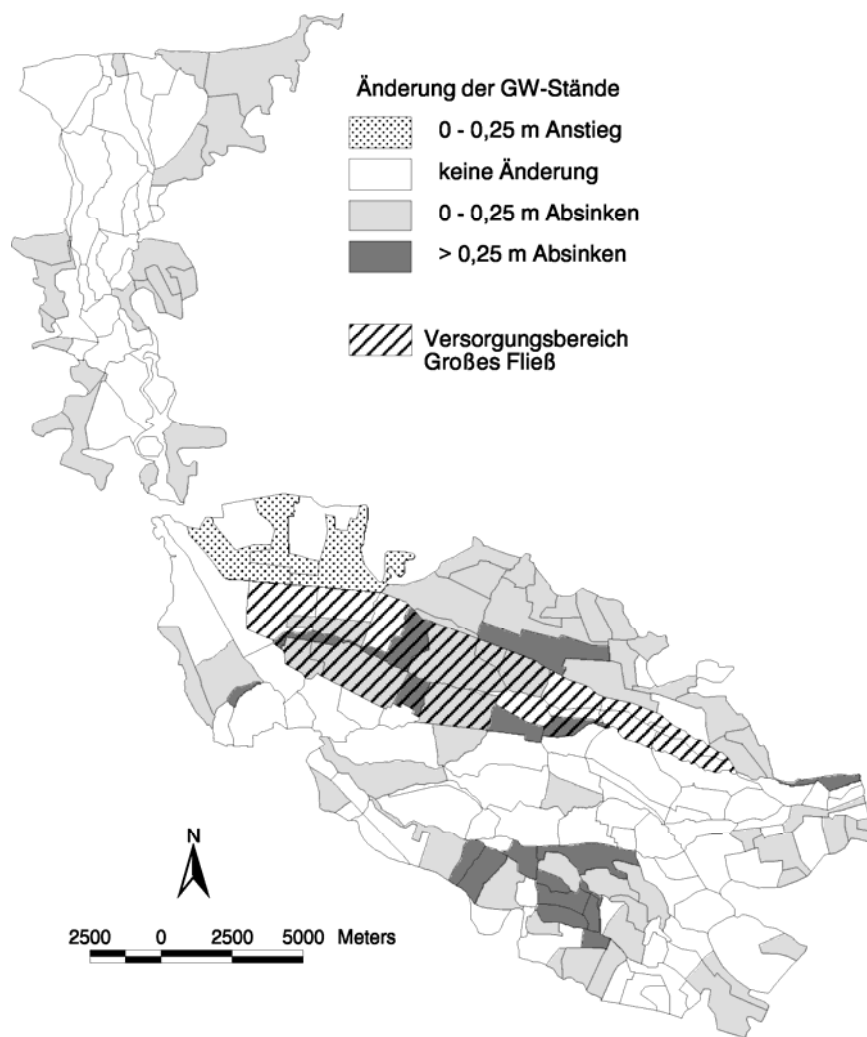 Änderung der GW-Stände
0 - 0,25 m Anstieg
keine Änderung
0 - 0,25 m Absinken
> 0,25 m Absinken
Versorgungsbereich
Großes Fließ
N
2500 0 2500 5000 Meters